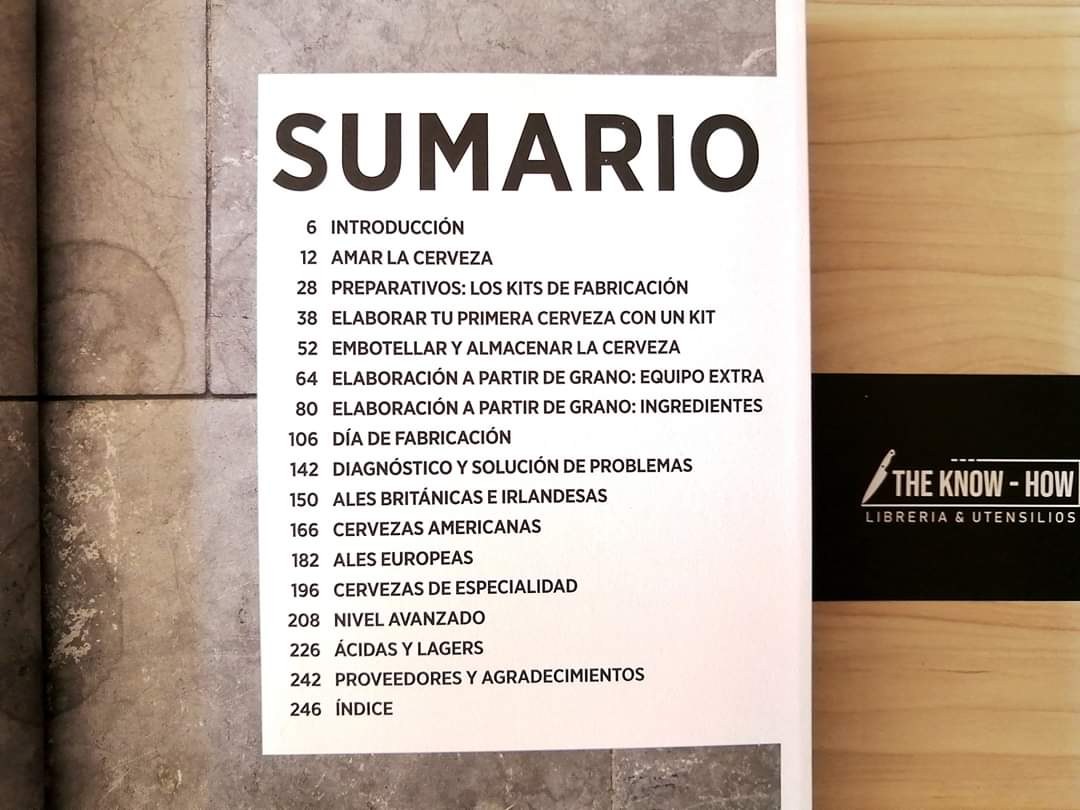 SUMARIO
6 INTRODUCCIÓN
12 AMAR LA CERVEZA
28 PREPARATIVOS: LOS KITS DE FABRICACIÓN
38 ELABORAR TU PRIMERA CERVEZA CON UN KIT
52 EMBOTELLAR Y ALMACENAR LA CERVEZA
64 ELABORACIÓN A PARTIR DE GRANO: EQUIPO EXTRA
80 ELABORACIÓN A PARTIR DE GRANO: INGREDIENTES
106 DÍA DE FABRICACIÓN
142 DIAGNÓSTICO Y SOLUCIÓN DE PROBLEMAS
150 ALES BRITÁNICAS E IRLANDESAS
166 CERVEZAS AMERICANAS
182 ALES EUROPEAS
196 CERVEZAS DE ESPECIALIDAD
208 NIVEL AVANZADO
226 ÁCIDAS Y LAGERS
242 PROVEEDORES Y AGRADECIMIENTOS
246 ÍNDICE
THE KNOW - HOW
LIBRERIA & UTENSILIOS